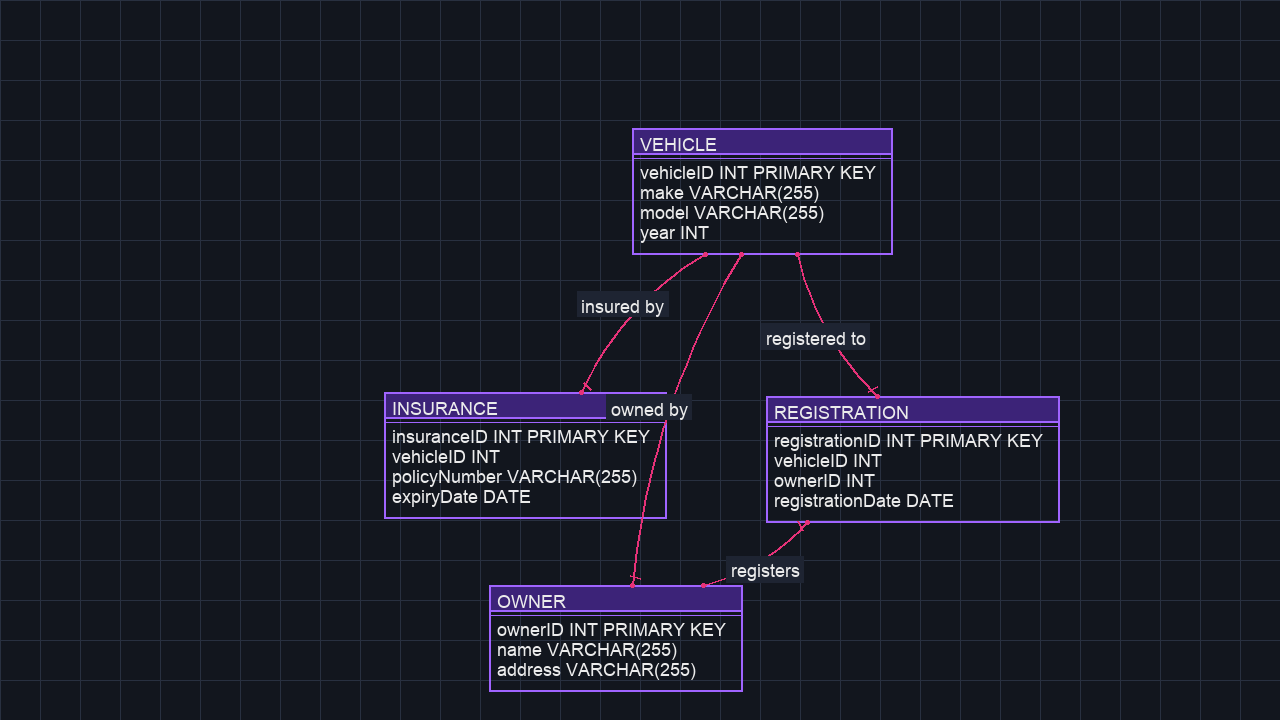 VEHICLE
vehicleID INT PRIMARY KEY
make VARCHAR(255)
model VARCHAR(255)
year INT
insured by
registered to
INSURANCE
insuranceID INT PRIMARY KEY
vehicleID INT
policyNumber VARCHAR(255)
expiryDate DATE
owned by
REGISTRATION
registrationID INT PRIMARY KEY
vehicleID INT
ownerID INT
registrationDate DATE
registers
OWNER
ownerID INT PRIMARY KEY
name VARCHAR(255)
address VARCHAR(255)